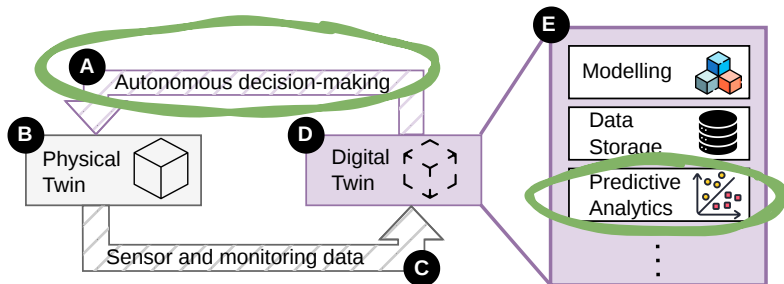 A
Autonomous decision-making
B
Physical
Twin
D
Digital
Twin
Sensor and monitoring data
C
E
Modelling
Data
Storage
Predictive
Analytics